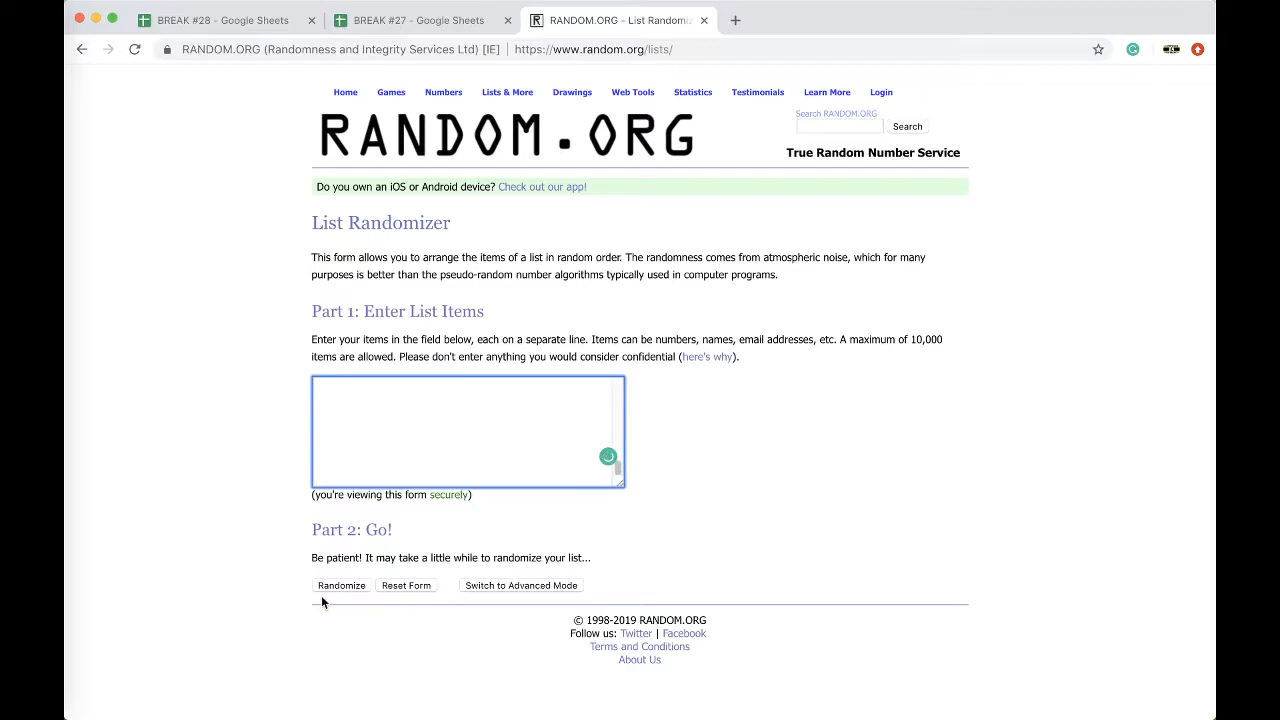 BREAK #28 - Google Sheets
BREAK #27 - Google Sheets
RANDOM.ORG - List Randomiz
RANDOM.ORG (Randomness and Integrity Services Ltd) [IE] | https://www.random.org/lists/
Home Games Numbers Lists & More Drawings Web Tools Statistics Testimonials Learn More Login
RANDOM.ORG
Search RANDOM.ORG
Search
True Random Number Service
Do you own an iOS or Android device? Check out our app!
List Randomizer
This form allows you to arrange the items of a list in random order. The randomness comes from atmospheric noise, which for many
purposes is better than the pseudo-random number algorithms typically used in computer programs.
Part 1: Enter List Items
Enter your items in the field below, each on a separate line. Items can be numbers, names, email addresses, etc. A maximum of 10,000
items are allowed. Please don't enter anything you would consider confidential (here's why).
(you're viewing this form securely)
Part 2: Go!
Be patient! It may take a little while to randomize your list...
Randomize Reset Form Switch to Advanced Mode
© 1998-2019 RANDOM.ORG
Follow us: Twitter | Facebook
Terms and Conditions
About Us